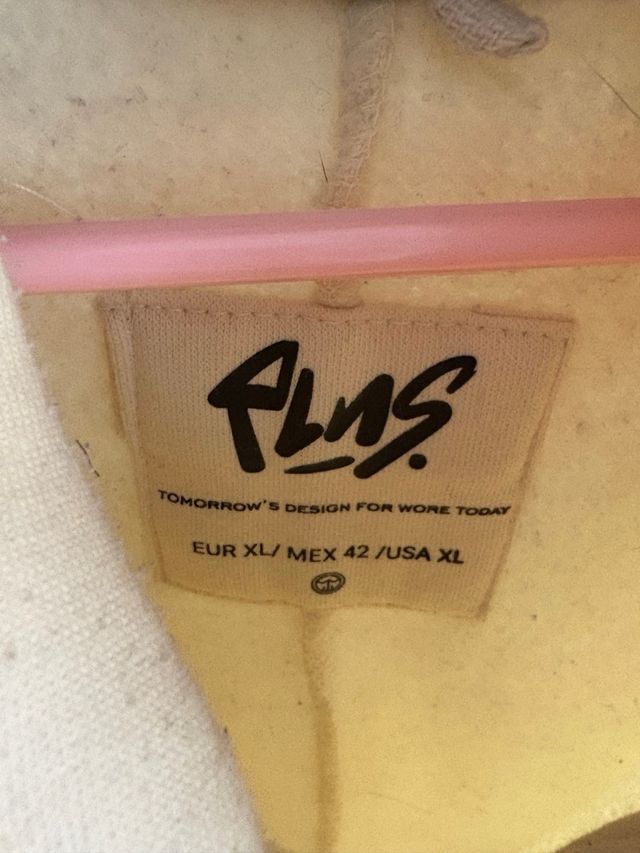 PLNS.
TOMORROW'S DESIGN FOR WORE TODAY
EUR XL/ MEX 42 /USA XL